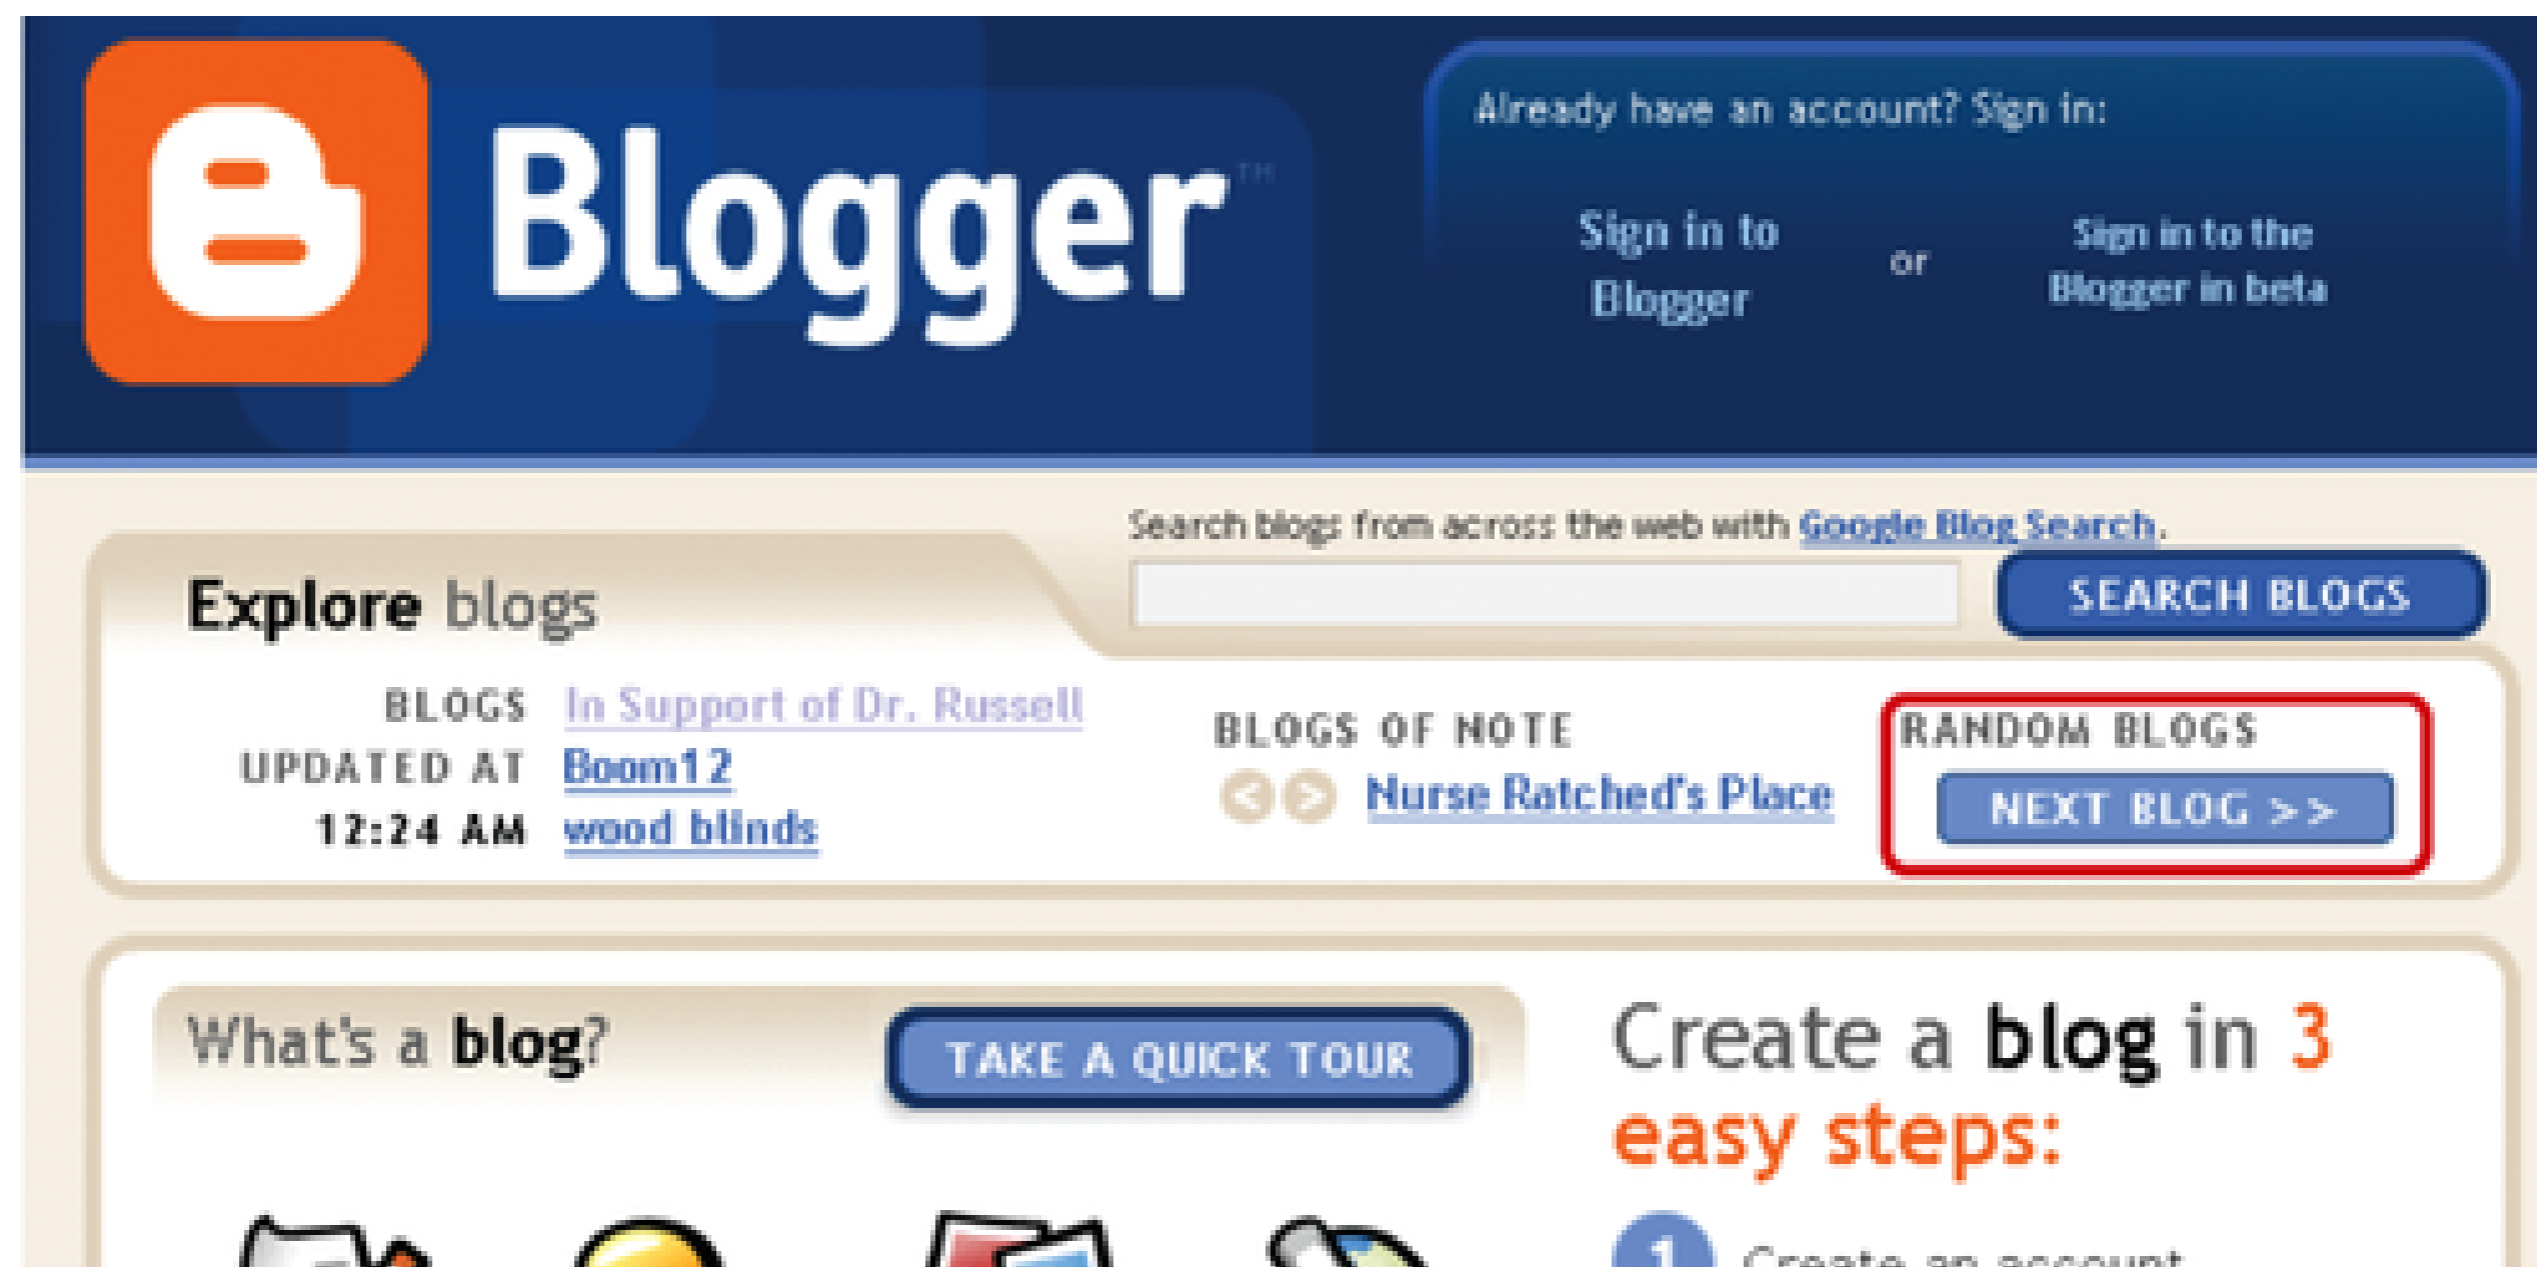 Blogger™
Already have an account? Sign in:
Sign in to
Blogger
or
Sign in to the
Blogger in beta
Search blogs from across the web with Google Blog Search.
SEARCH BLOGS
Explore blogs
BLOGS
UPDATED AT
12:24 AM
In Support of Dr. Russell
Boom12
wood blinds
BLOGS OF NOTE
< > Nurse Ratched's Place
RANDOM BLOGS
NEXT BLOG >>
What's a blog?
TAKE A QUICK TOUR
Create a blog in 3
easy steps:
1 Create an account